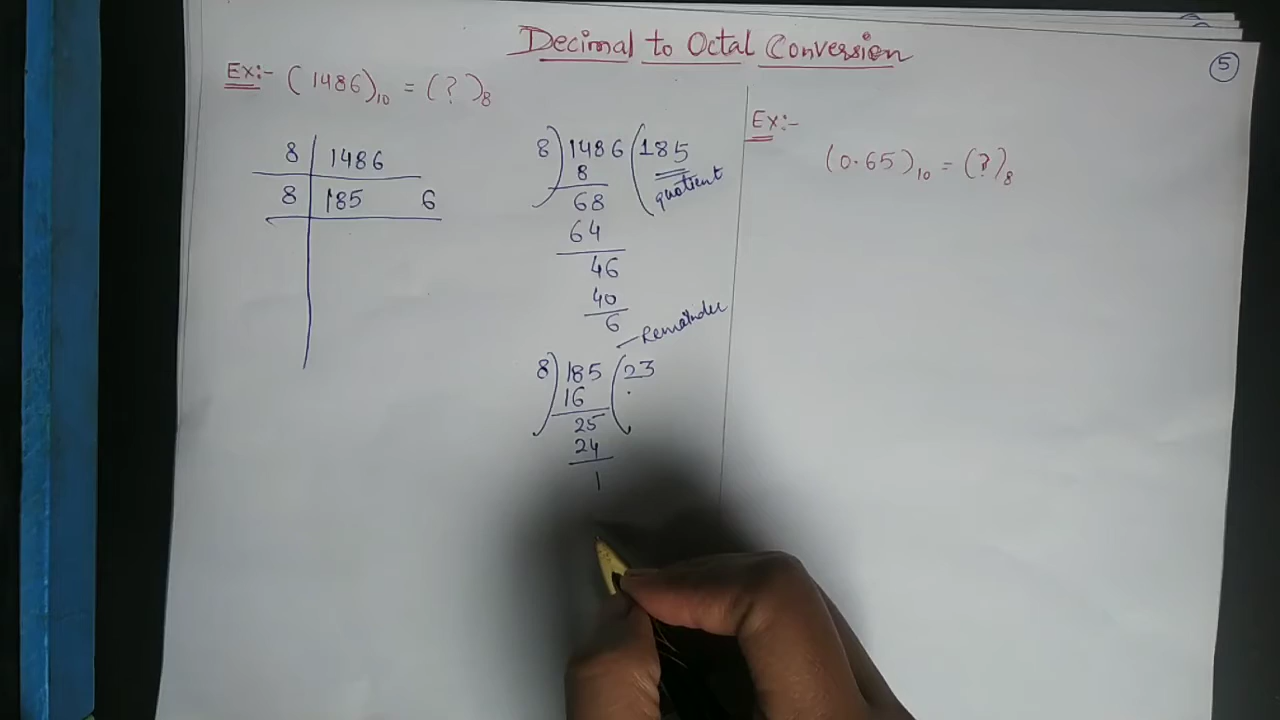 Decimal to Octal Conversion
5
Ex:- (1486)10 = (?)8
8 | 1486
8 | 185 6
8 ) 1486 ( 185
quotient
8
68
64
46
40
6
Remainder
8 ) 185 ( 23
16
25
24
1
Ex:-
(0.65)10 = (?)8